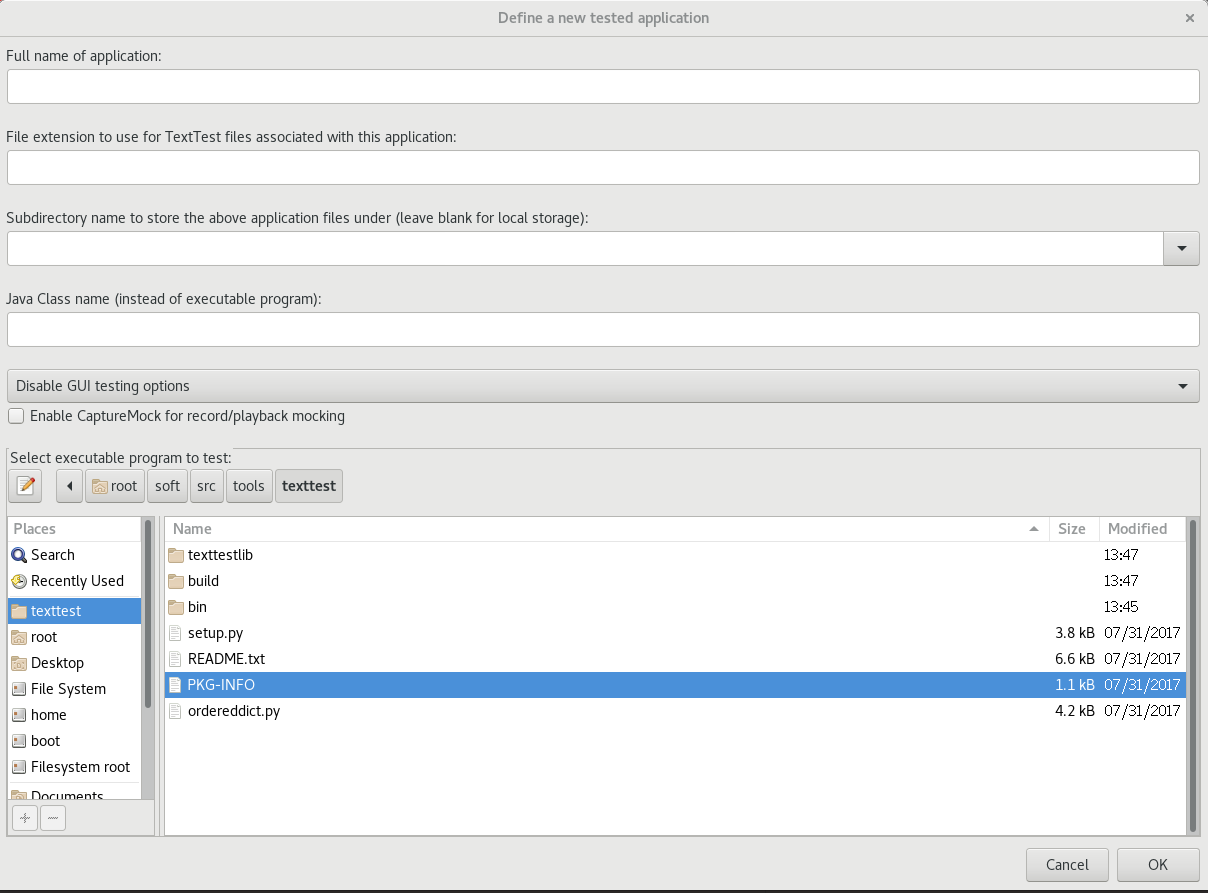 Define a new tested application
Full name of application:
File extension to use for TextTest files associated with this application:
Subdirectory name to store the above application files under (leave blank for local storage):
Java Class name (instead of executable program):
Disable GUI testing options
Enable CaptureMock for record/playback mocking
Select executable program to test:
root soft src tools texttest
Places
Search
Recently Used
texttest
root
Desktop
File System
home
boot
Filesystem root
Documents
Name Size Modified
texttestlib 13:47
build 13:47
bin 13:45
setup.py 3.8 kB 07/31/2017
README.txt 6.6 kB 07/31/2017
PKG-INFO 1.1 kB 07/31/2017
ordereddict.py 4.2 kB 07/31/2017
Cancel OK